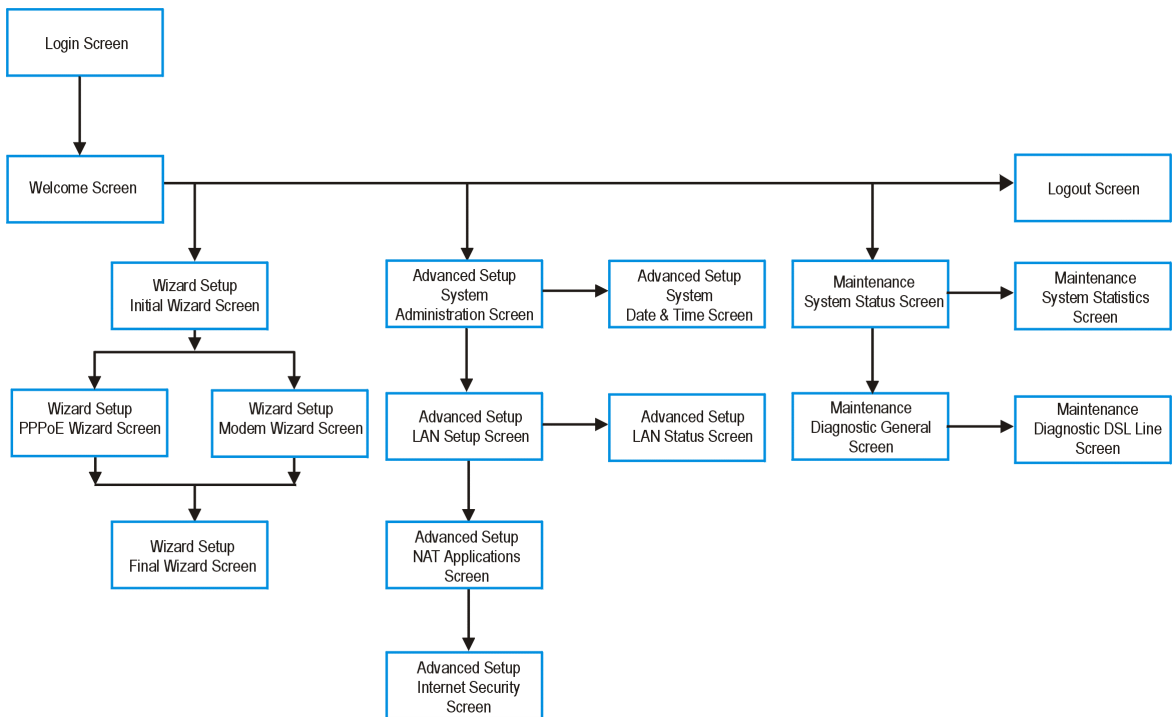 Login Screen
Welcome Screen
Logout Screen
Wizard Setup
Initial Wizard Screen
Advanced Setup
System
Administration Screen
Advanced Setup
System
Date & Time Screen
Maintenance
System Status Screen
Maintenance
System Statistics
Screen
Wizard Setup
PPPoE Wizard Screen
Wizard Setup
Modem Wizard Screen
Advanced Setup
LAN Setup Screen
Advanced Setup
LAN Status Screen
Maintenance
Diagnostic General
Screen
Maintenance
Diagnostic DSL Line
Screen
Wizard Setup
Final Wizard Screen
Advanced Setup
NAT Applications
Screen
Advanced Setup
Internet Security
Screen